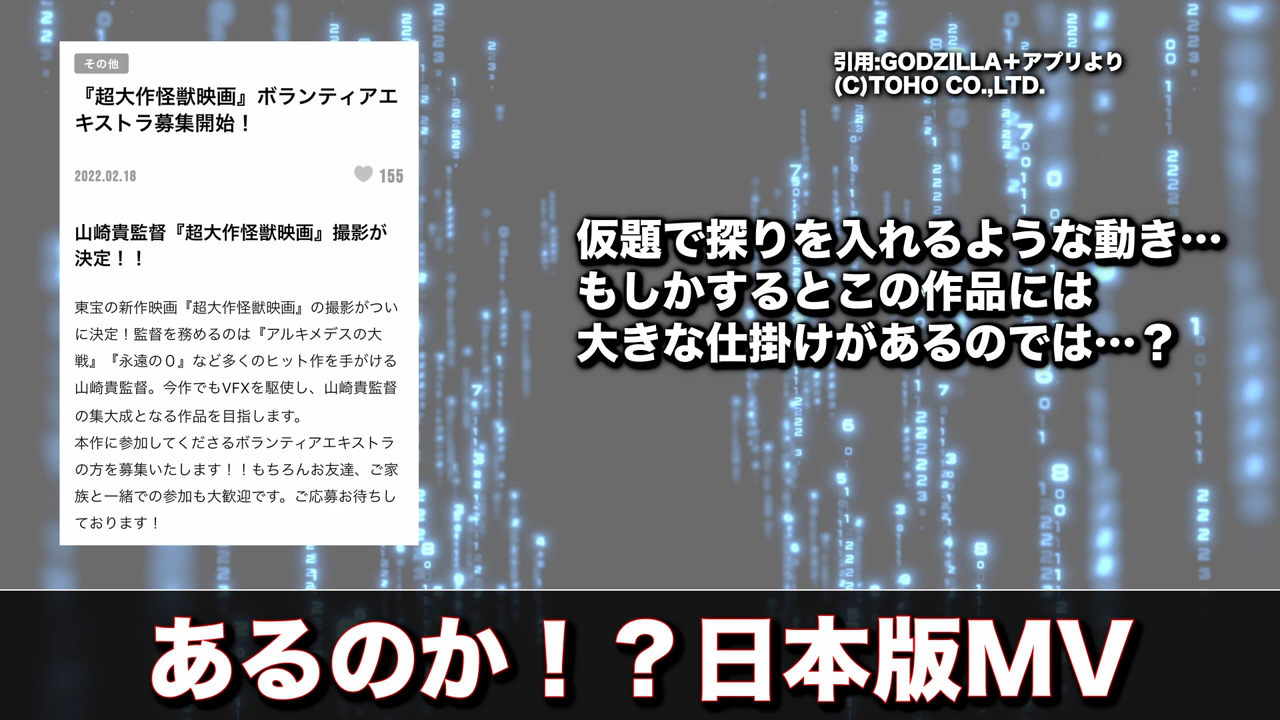 その他
『超大作怪獣映画』ボランティアエ
キストラ募集開始！
2022.02.18
155
山崎貴監督『超大作怪獣映画』撮影が
決定！！
東宝の新作映画『超大作怪獣映画』の撮影がつい
に決定！監督を務めるのは『アルキメデスの大
戦』『永遠の０』など多くのヒット作を手がける
山崎貴監督。今作でもVFXを駆使し、山崎貴監督
の集大成となる作品を目指します。
本作に参加してくださるボランティアエキストラ
の方を募集いたします！！もちろんお友達、ご家
族と一緒での参加も大歓迎です。ご応募お待ちし
ております！
引用:GODZILLA＋アプリより
(C)TOHO CO.,LTD.
仮題で探りを入れるような動き…
もしかするとこの作品には
大きな仕掛けがあるのでは…？
あるのか！？日本版MV